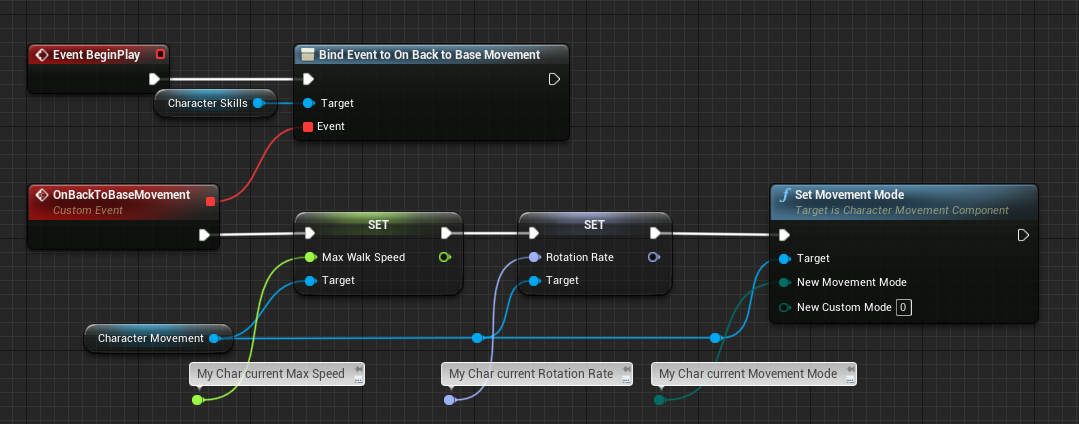 Event BeginPlay
Bind Event to On Back to Base Movement
Character Skills
Target
Event
OnBackToBaseMovement
Custom Event
SET
Max Walk Speed
Target
SET
Rotation Rate
Target
Set Movement Mode
Target is Character Movement Component
Target
New Movement Mode
New Custom Mode 0
Character Movement
My Char current Max Speed
My Char current Rotation Rate
My Char current Movement Mode